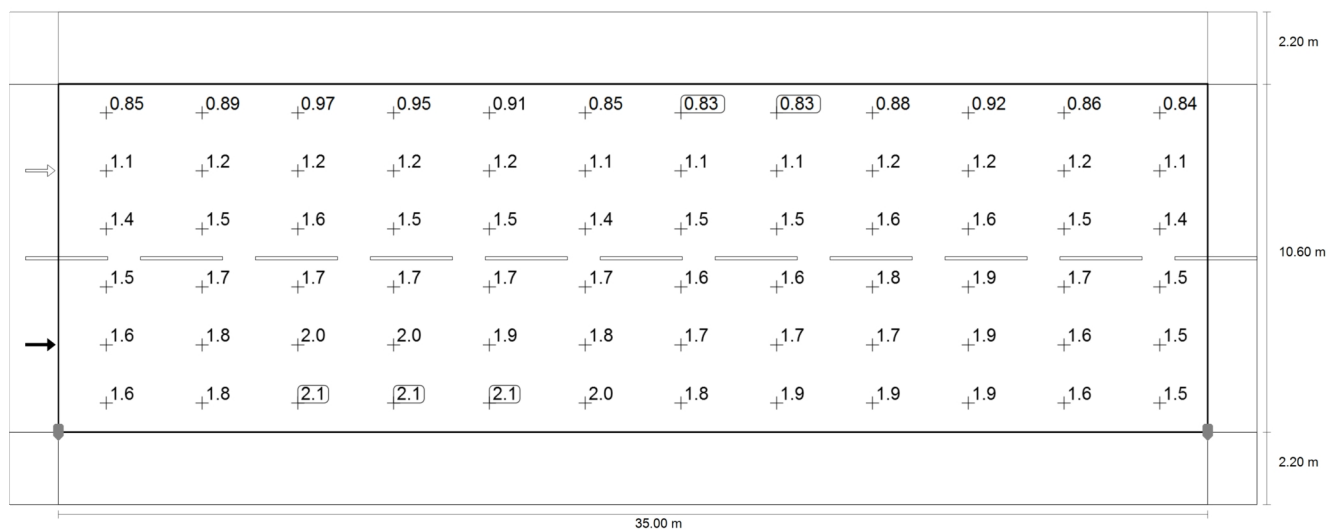 2.20 m
0.85 0.89 0.97 0.95 0.91 0.85 0.83 0.83 0.88 0.92 0.86 0.84
1.1 1.2 1.2 1.2 1.2 1.1 1.1 1.1 1.2 1.2 1.2 1.1
1.4 1.5 1.6 1.5 1.5 1.4 1.5 1.5 1.6 1.6 1.5 1.4
10.60 m
1.5 1.7 1.7 1.7 1.7 1.7 1.6 1.6 1.8 1.9 1.7 1.5
1.6 1.8 2.0 2.0 1.9 1.8 1.7 1.7 1.7 1.9 1.6 1.5
1.6 1.8 2.1 2.1 2.1 2.0 1.8 1.9 1.9 1.9 1.6 1.5
2.20 m
35.00 m